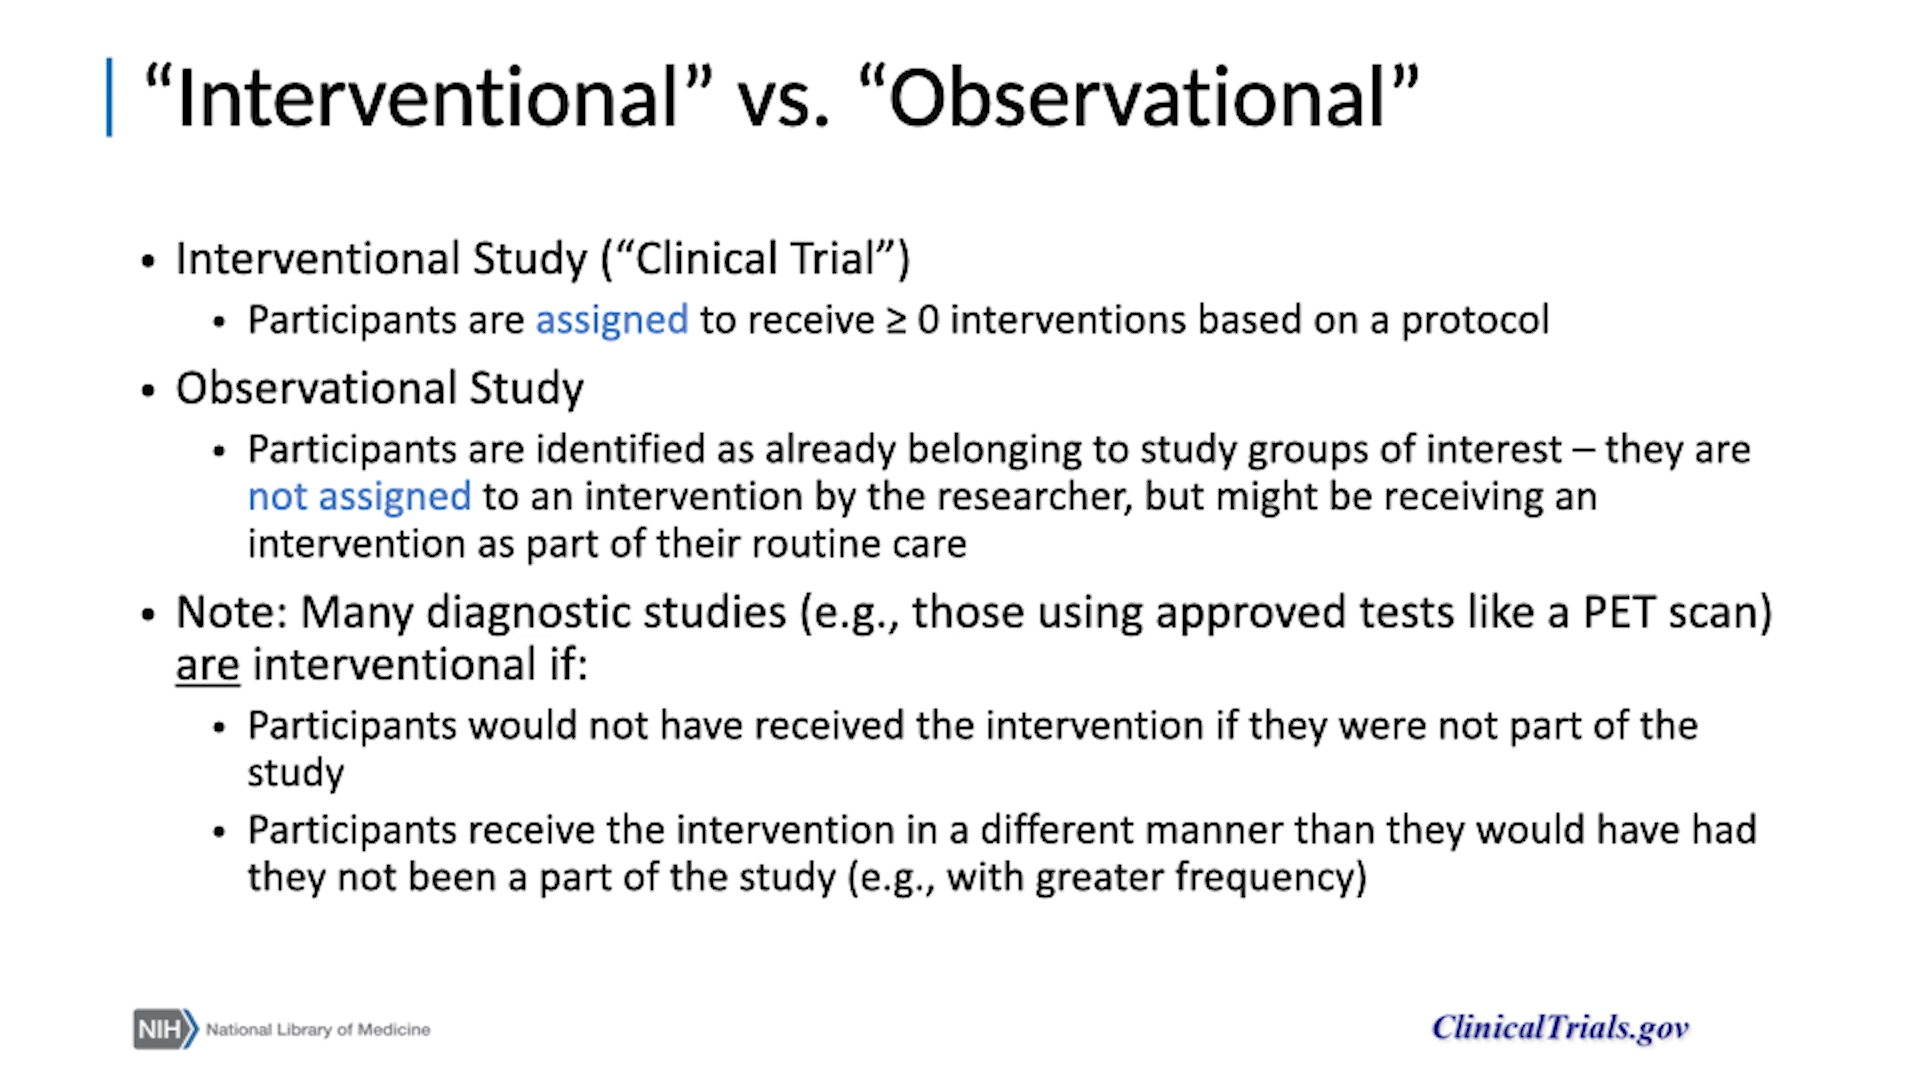 “Interventional” vs. “Observational”
• Interventional Study (“Clinical Trial”)
• Participants are assigned to receive ≥ 0 interventions based on a protocol
• Observational Study
• Participants are identified as already belonging to study groups of interest – they are
not assigned to an intervention by the researcher, but might be receiving an
intervention as part of their routine care
• Note: Many diagnostic studies (e.g., those using approved tests like a PET scan)
are interventional if:
• Participants would not have received the intervention if they were not part of the
study
• Participants receive the intervention in a different manner than they would have had
they not been a part of the study (e.g., with greater frequency)
NIH National Library of Medicine
ClinicalTrials.gov